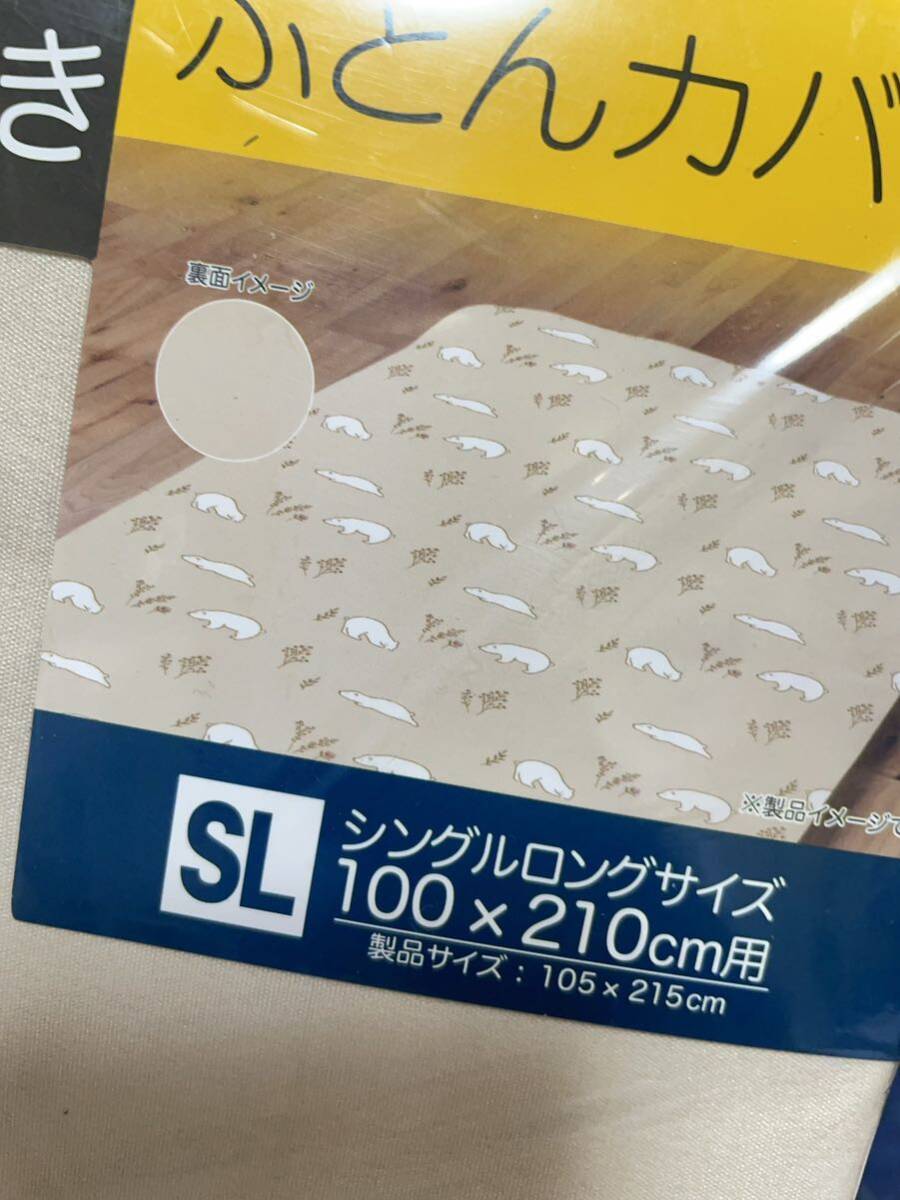 き
ふとんカバ
裏面イメージ
※製品イメージで
SL
シングルロングサイズ
100×210cm用
製品サイズ：105×215cm